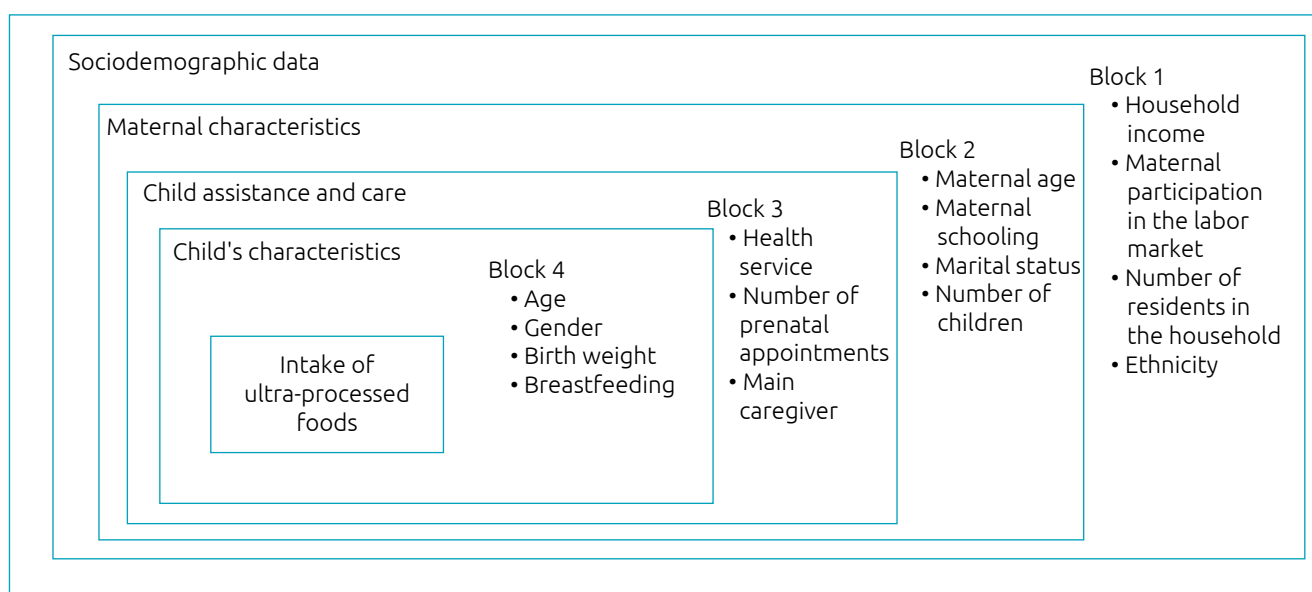 Sociodemographic data
Block 1
• Household
income
• Maternal
participation
in the labor
market
• Number of
residents in
the household
• Ethnicity
Maternal characteristics
Block 2
• Maternal age
• Maternal
schooling
• Marital status
• Number of
children
Child assistance and care
Block 3
• Health
service
• Number of
prenatal
appointments
• Main
caregiver
Child's characteristics
Block 4
• Age
• Gender
• Birth weight
• Breastfeeding
Intake of
ultra-processed
foods